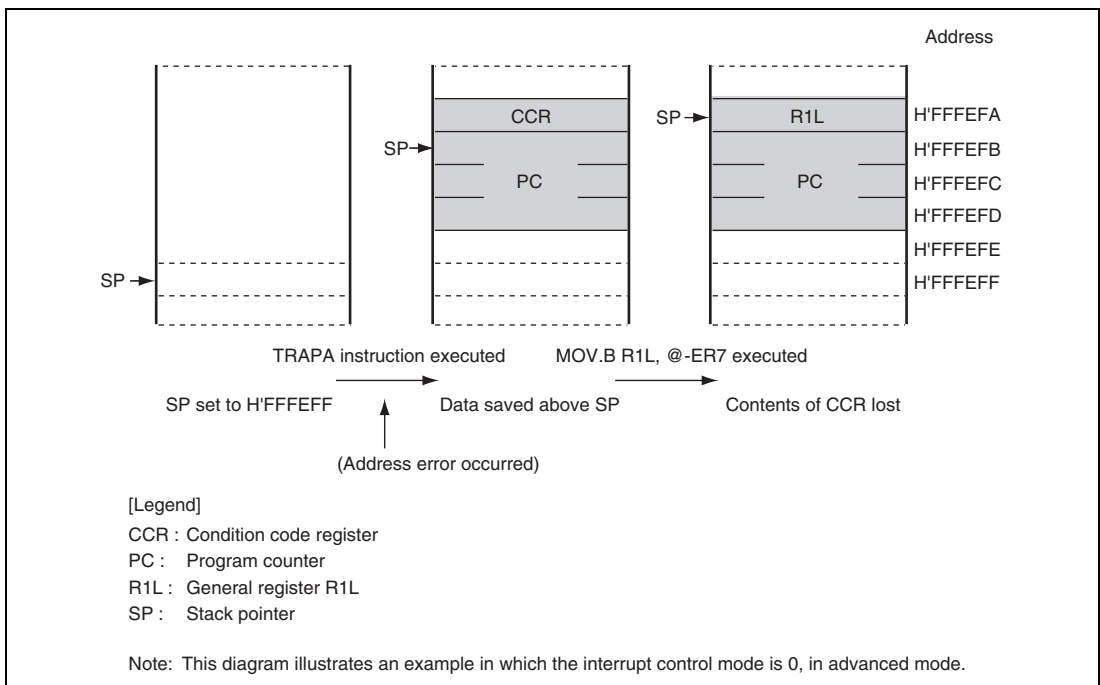 Address
CCR
SP
R1L
H'FFFEFA
SP
H'FFFEFB
PC
PC
H'FFFEFC
H'FFFEFD
H'FFFEFE
SP
H'FFFEFF
TRAPA instruction executed
MOV.B R1L, @-ER7 executed
SP set to H'FFFEFF
Data saved above SP
Contents of CCR lost
(Address error occurred)
[Legend]
CCR : Condition code register
PC : Program counter
R1L : General register R1L
SP : Stack pointer
Note: This diagram illustrates an example in which the interrupt control mode is 0, in advanced mode.